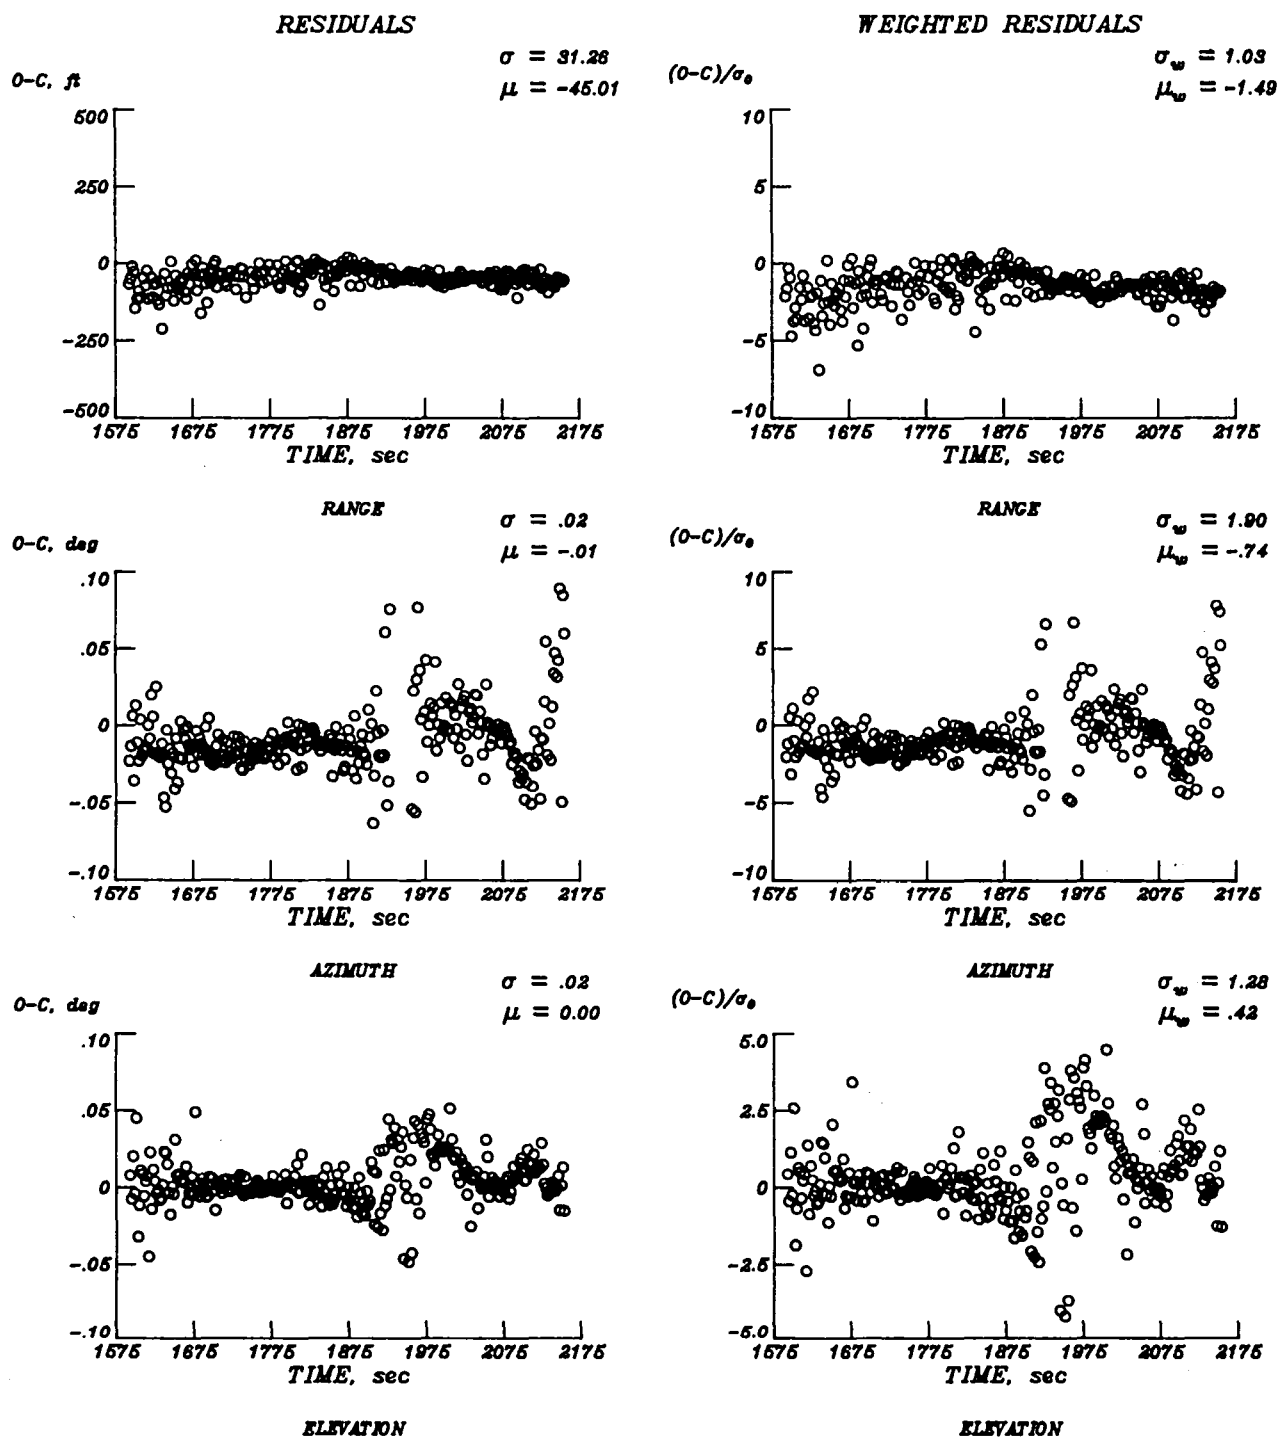 RESIDUALS
WEIGHTED RESIDUALS
O-C, ft
σ = 31.26
μ = -45.01
(O-C)/σ₀
σw = 1.03
μw = -1.49
500
250
0
-250
-500
1575 1675 1775 1875 1975 2075 2175
TIME, sec
RANGE
10
5
0
-5
-10
1575 1675 1775 1875 1975 2075 2175
TIME, sec
RANGE
O-C, deg
σ = .02
μ = -.01
(O-C)/σ₀
σw = 1.90
μw = -.74
.10
.05
0
-.05
-.10
1575 1675 1775 1875 1975 2075 2175
TIME, sec
AZIMUTH
10
5
0
-5
-10
1575 1675 1775 1875 1975 2075 2175
TIME, sec
AZIMUTH
O-C, deg
σ = .02
μ = 0.00
(O-C)/σ₀
σw = 1.28
μw = .42
.10
.05
0
-.05
-.10
1575 1675 1775 1875 1975 2075 2175
TIME, sec
ELEVATION
5.0
2.5
0
-2.5
-5.0
1575 1675 1775 1875 1975 2075 2175
TIME, sec
ELEVATION